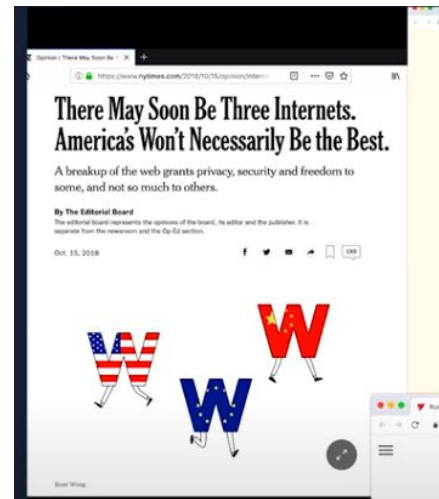 Opinion | There May Soon Be T
https://www.nytimes.com/2018/10/15/opinion/intern
There May Soon Be Three Internets.
America's Won't Necessarily Be the Best.
A breakup of the web grants privacy, security and freedom to
some, and not so much to others.
By The Editorial Board
The editorial board represents the opinions of the board, its editor and the publisher. It is
separate from the newsroom and the Op-Ed section.
Oct. 15, 2018
W
W
W
Rose Wong